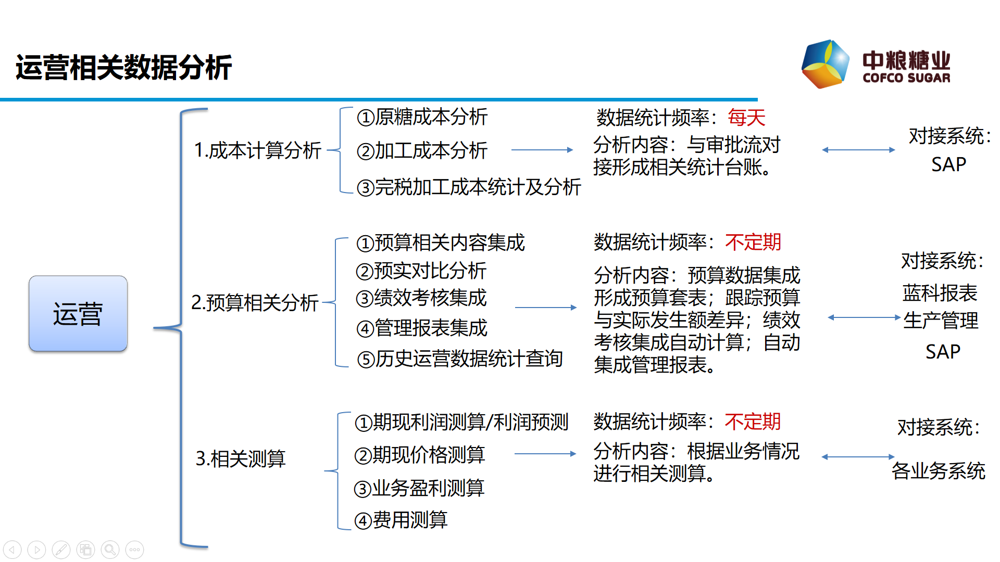 运营相关数据分析
中粮糖业
COFCO SUGAR
运营
1.成本计算分析
①原糖成本分析
②加工成本分析
③完税加工成本统计及分析
数据统计频率：每天
分析内容：与审批流对
接形成相关统计台账。
对接系统：
SAP
2.预算相关分析
①预算相关内容集成
②预实对比分析
③绩效考核集成
④管理报表集成
⑤历史运营数据统计查询
数据统计频率：不定期
分析内容：预算数据集成
形成预算套表；跟踪预算
与实际发生额差异；绩效
考核集成自动计算；自动
集成管理报表。
对接系统：
蓝科报表
生产管理
SAP
3.相关测算
①期现利润测算/利润预测
②期现价格测算
③业务盈利测算
④费用测算
数据统计频率：不定期
分析内容：根据业务情况
进行相关测算。
对接系统：
各业务系统